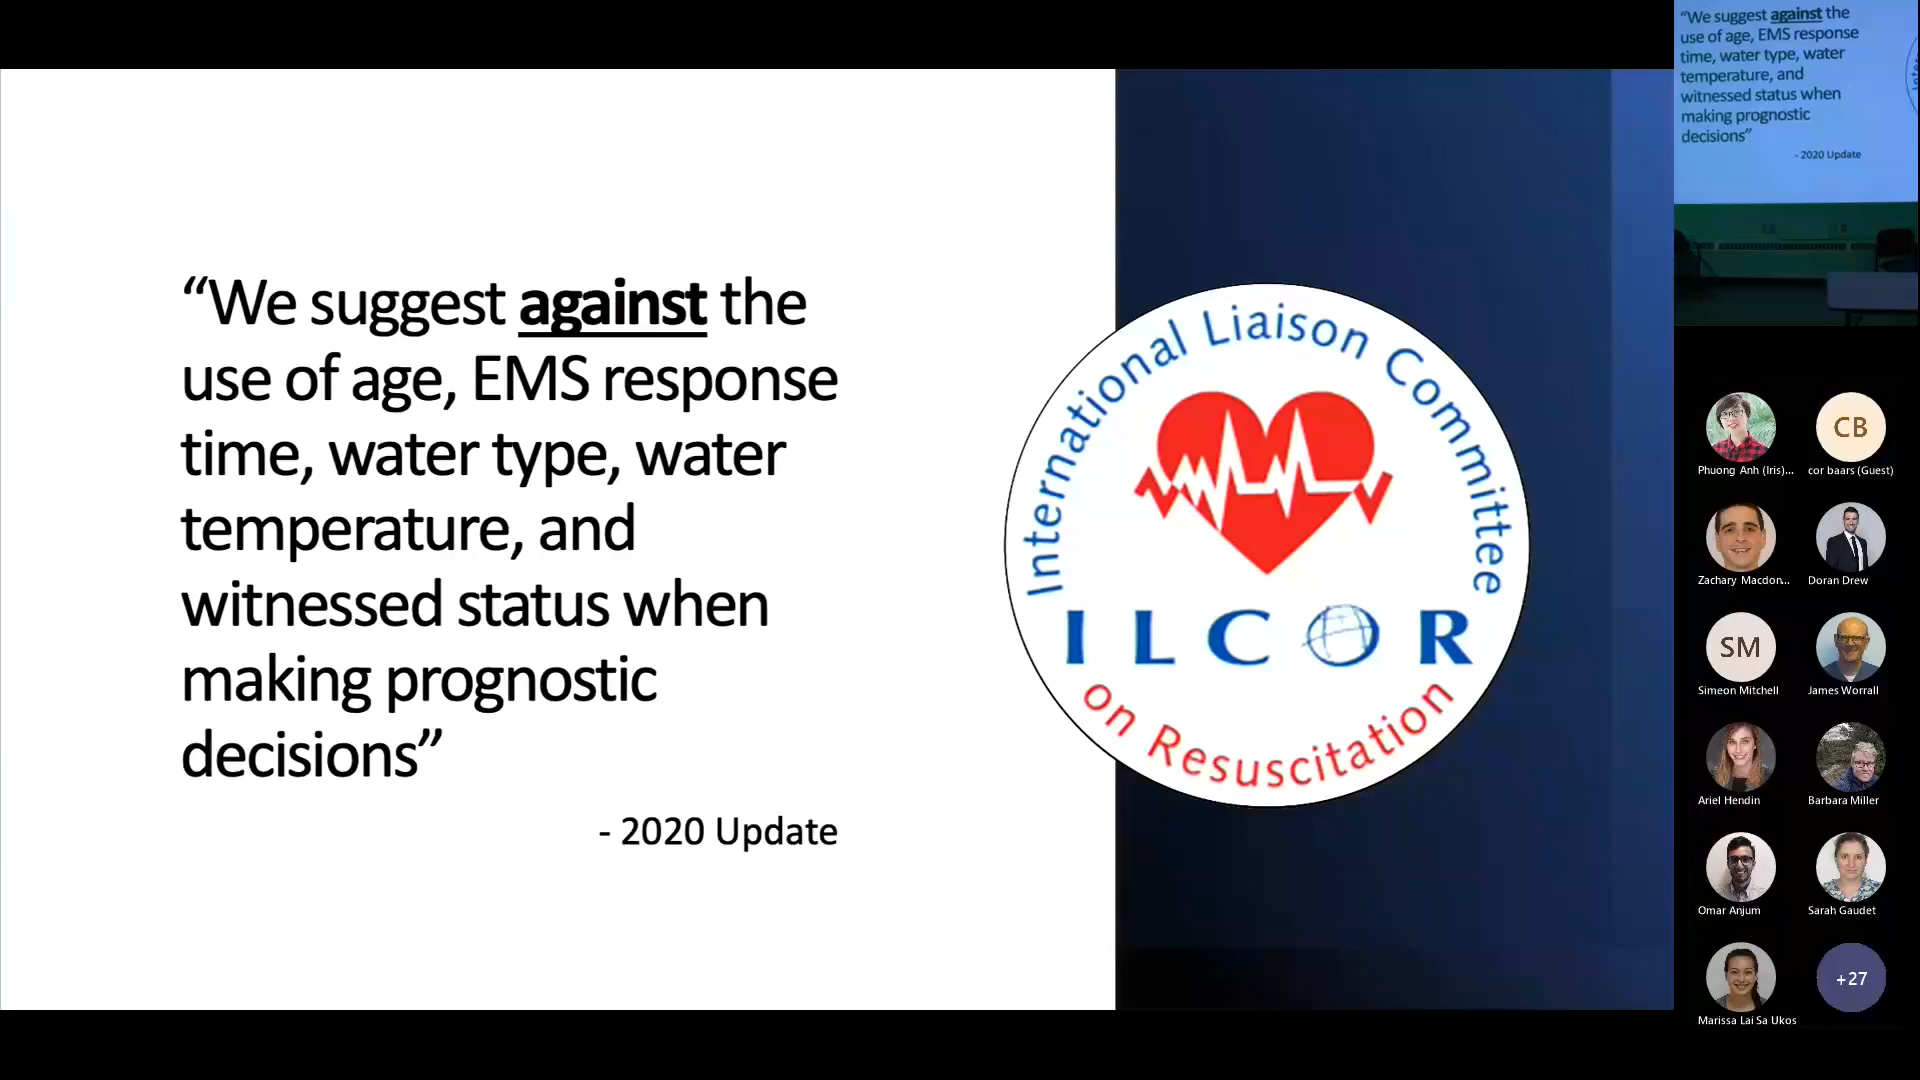 “We suggest against the
use of age, EMS response
time, water type, water
temperature, and
witnessed status when
making prognostic
decisions”
- 2020 Update
International Liaison Committee
ILCOR
on Resuscitation
“We suggest against the
use of age, EMS response
time, water type, water
temperature, and
witnessed status when
making prognostic
decisions”
- 2020 Update
Phuong Anh (Iris)...
CB
cor baars (Guest)
Zachary Macdon...
Doran Drew
SM
Simeon Mitchell
James Worrall
Ariel Hendin
Barbara Miller
Omar Anjum
Sarah Gaudet
Marissa Lai Sa Ukos
+27